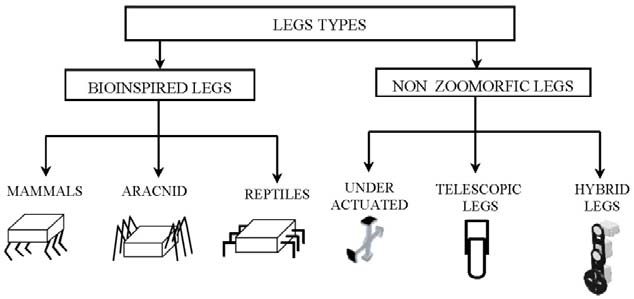 LEGS TYPES
BIOINSPIRED LEGS
NON ZOOMORFIC LEGS
MAMMALS
ARACNID
REPTILES
UNDER
ACTUATED
TELESCOPIC
LEGS
HYBRID
LEGS